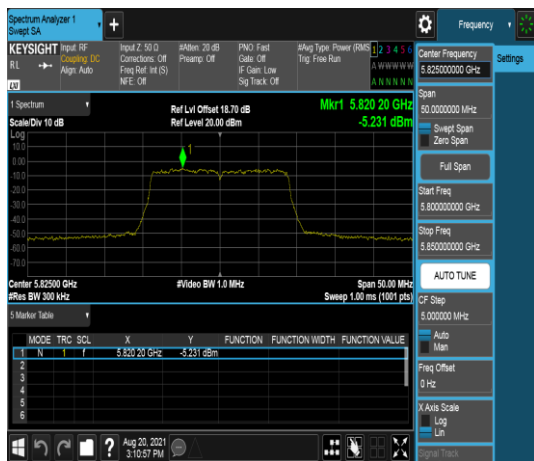 Spectrum Analyzer 1
Swept SA
+
Frequency
KEYSIGHT
Input: RF
Coupling: DC
Align: Auto
Input Z: 50 Ω
Corrections: Off
Freq Ref: Int (S)
NFE: Off
#Atten: 20 dB
Preamp: Off
PNO: Fast
Gate: Off
IF Gain: Low
Sig Track: Off
#Avg Type: Power (RMS
Trig: Free Run
1 2 3 4 5 6
A W W W W W
A N N N N N
RL
LXI
1 Spectrum
Scale/Div 10 dB
Ref Lvl Offset 18.70 dB
Ref Level 20.00 dBm
Mkr1 5.820 20 GHz
-5.231 dBm
Log
10.0
0.00
-10.0
-20.0
-30.0
-40.0
-50.0
-60.0
-70.0
1
Center 5.82500 GHz
#Res BW 300 kHz
#Video BW 1.0 MHz
Span 50.00 MHz
Sweep 1.00 ms (1001 pts)
5 Marker Table
MODE TRC SCL X Y FUNCTION FUNCTION WIDTH FUNCTION VALUE
1 N 1 f 5.820 20 GHz -5.231 dBm
2
3
4
5
6
Aug 20, 2021
3:10:57 PM
?
Center Frequency
5.825000000 GHz
Span
50.0000000 MHz
Swept Span
Zero Span
Full Span
Start Freq
5.800000000 GHz
Stop Freq
5.850000000 GHz
AUTO TUNE
CF Step
5.000000 MHz
Auto
Man
Freq Offset
0 Hz
X Axis Scale
Log
Lin
Signal Track
Settings